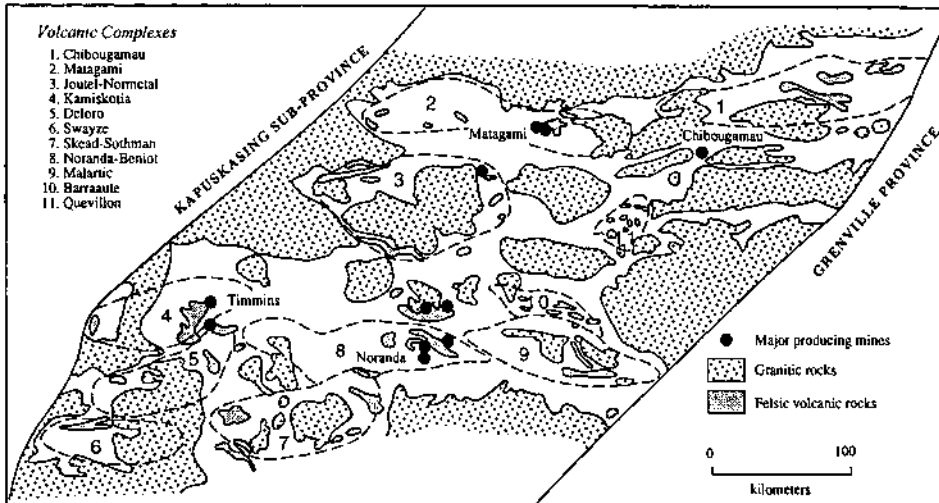 Volcanic Complexes
1. Chibougamau
2. Matagami
3. Joutel-Normetal
4. Kamiskotia
5. Deloro
6. Swayze
7. Skead-Sothman
8. Noranda-Beniot
9. Malartic
10. Barraaute
11. Quevillon
KAPUSKASING SUB-PROVINCE
GRENVILLE PROVINCE
2
1
Matagami
Chibougamau
3
4
Timmins
0
5
8
Noranda
9
6
7
Major producing mines
Granitic rocks
Felsic volcanic rocks
0 100
kilometers